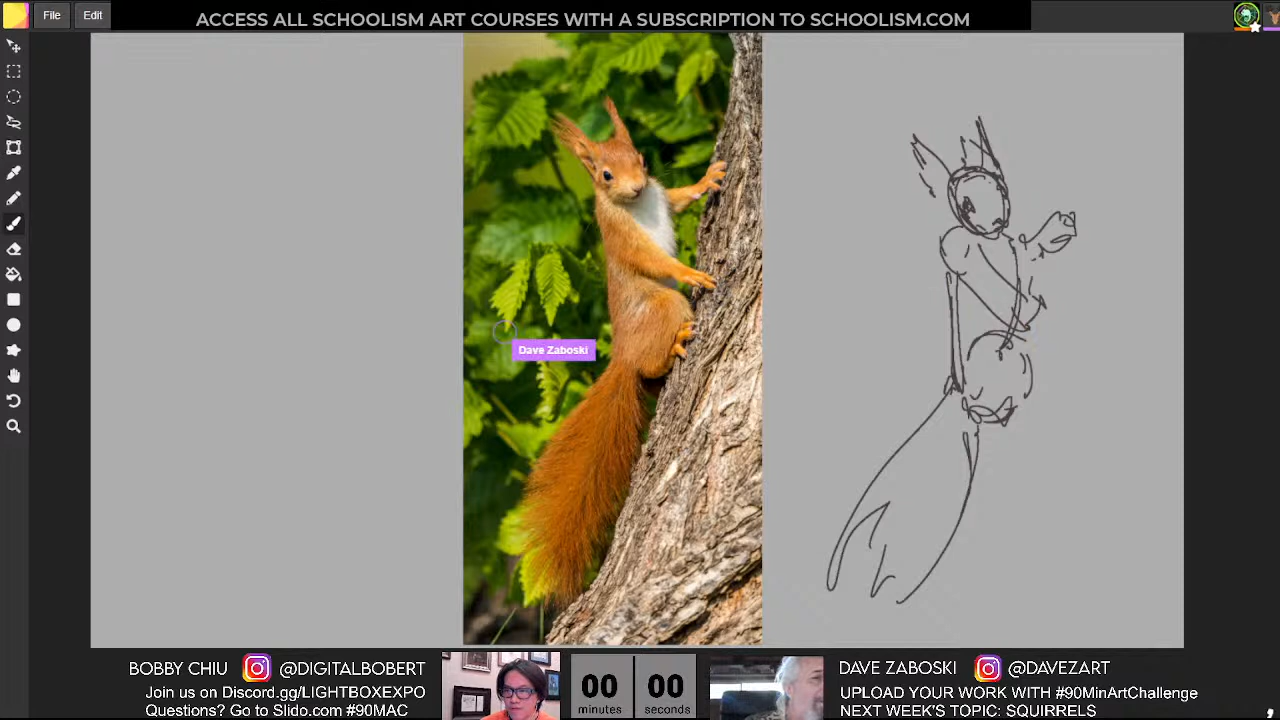 ACCESS ALL SCHOOLISM ART COURSES WITH A SUBSCRIPTION TO SCHOOLISM.COM
File Edit
Dave Zaboski
BOBBY CHIU @DIGITALBOBERT
Join us on Discord.gg/LIGHTBOXEXPO
Questions? Go to Slido.com #90MAC
00 00
minutes seconds
DAVE ZABOSKI @DAVEZART
UPLOAD YOUR WORK WITH #90MinArtChallenge
NEXT WEEK'S TOPIC: SQUIRRELS